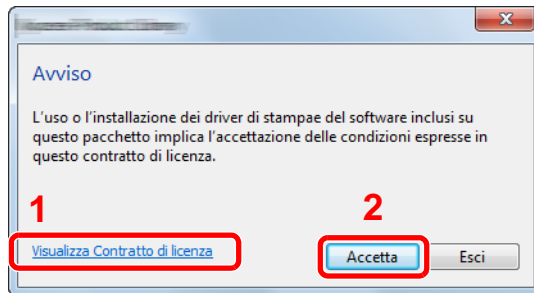 Avviso
L'uso o l'installazione dei driver di stampae del software inclusi su
questo pacchetto implica l'accettazione delle condizioni espresse in
questo contratto di licenza.
1
2
Visualizza Contratto di licenza
Accetta
Esci